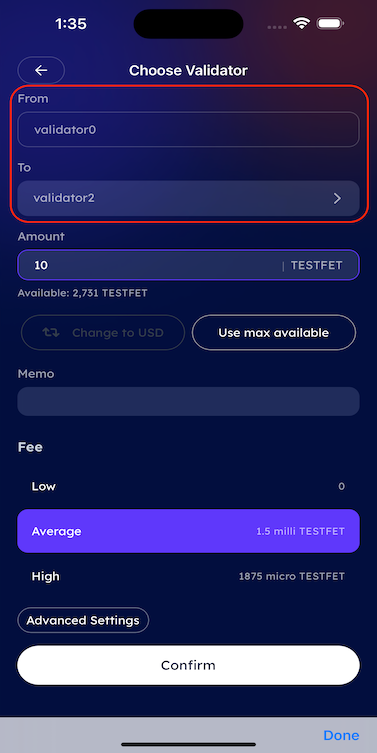 1:35
Choose Validator
From
validator0
To
validator2
Amount
10 | TESTFET
Available: 2,731 TESTFET
Change to USD
Use max available
Memo
Fee
Low 0
Average 1.5 milli TESTFET
High 1875 micro TESTFET
Advanced Settings
Confirm
Done